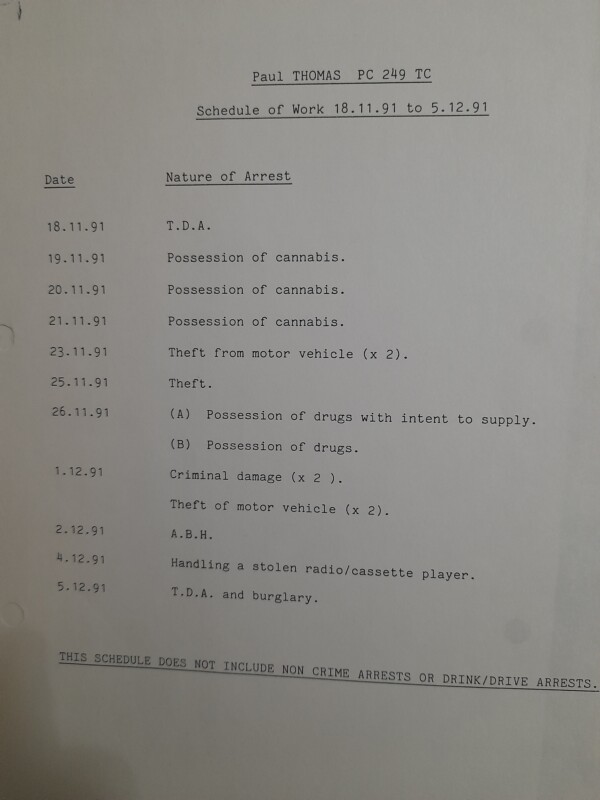 Paul THOMAS PC 249 TC
Schedule of Work 18.11.91 to 5.12.91
Date Nature of Arrest
18.11.91 T.D.A.
19.11.91 Possession of cannabis.
20.11.91 Possession of cannabis.
21.11.91 Possession of cannabis.
23.11.91 Theft from motor vehicle (x 2).
25.11.91 Theft.
26.11.91 (A) Possession of drugs with intent to supply.
(B) Possession of drugs.
1.12.91 Criminal damage (x 2 ).
Theft of motor vehicle (x 2).
2.12.91 A.B.H.
4.12.91 Handling a stolen radio/cassette player.
5.12.91 T.D.A. and burglary.
THIS SCHEDULE DOES NOT INCLUDE NON CRIME ARRESTS OR DRINK/DRIVE ARRESTS.